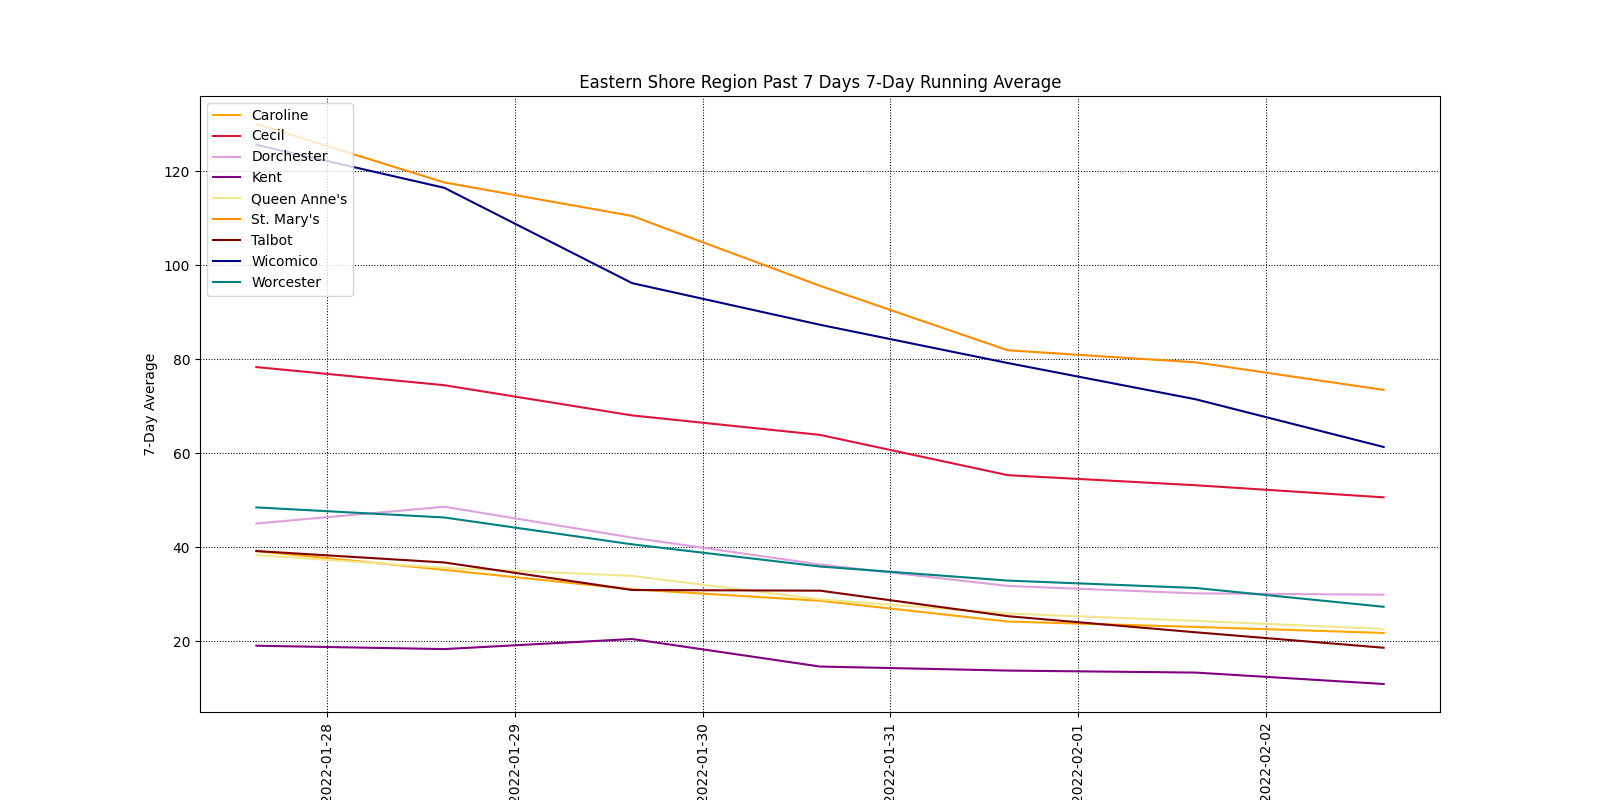 Eastern Shore Region Past 7 Days 7-Day Running Average
Caroline
Cecil
Dorchester
Kent
Queen Anne's
St. Mary's
Talbot
Wicomico
Worcester
120
100
80
60
40
20
7-Day Average
2022-01-28
2022-01-29
2022-01-30
2022-01-31
2022-02-01
2022-02-02